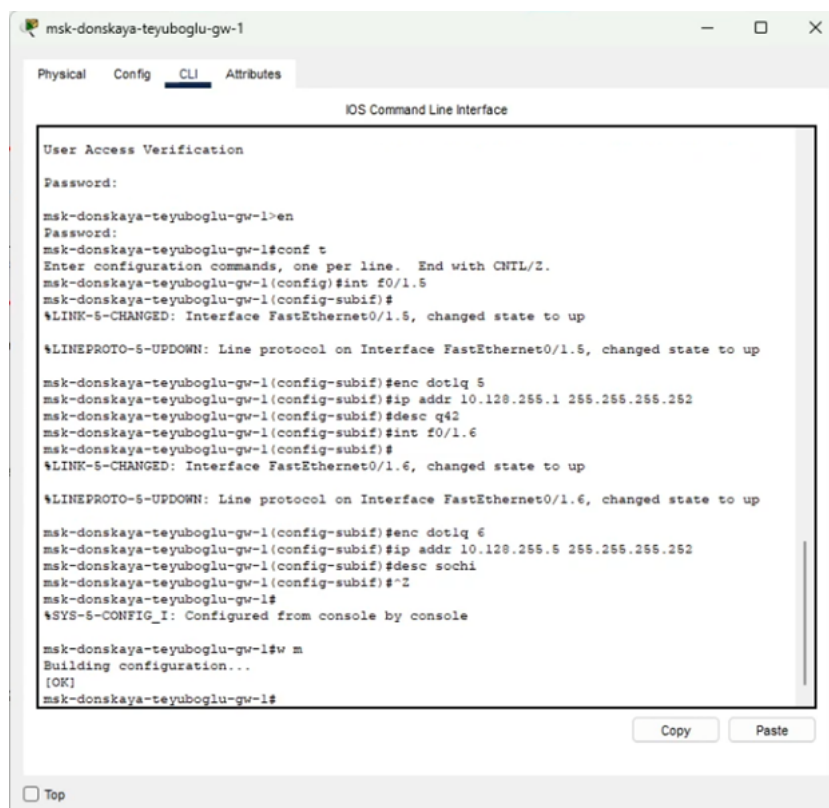 msk-donskaya-teyuboglu-gw-1
Physical Config CLI Attributes
IOS Command Line Interface
User Access Verification
Password:
msk-donskaya-teyuboglu-gw-1>en
Password:
msk-donskaya-teyuboglu-gw-1#conf t
Enter configuration commands, one per line. End with CNTL/Z.
msk-donskaya-teyuboglu-gw-1(config)#int f0/1.5
msk-donskaya-teyuboglu-gw-1(config-subif)#
%LINK-5-CHANGED: Interface FastEthernet0/1.5, changed state to up
%LINEPROTO-5-UPDOWN: Line protocol on Interface FastEthernet0/1.5, changed state to up
msk-donskaya-teyuboglu-gw-1(config-subif)#enc dot1q 5
msk-donskaya-teyuboglu-gw-1(config-subif)#ip addr 10.128.255.1 255.255.255.252
msk-donskaya-teyuboglu-gw-1(config-subif)#desc q42
msk-donskaya-teyuboglu-gw-1(config-subif)#int f0/1.6
msk-donskaya-teyuboglu-gw-1(config-subif)#
%LINK-5-CHANGED: Interface FastEthernet0/1.6, changed state to up
%LINEPROTO-5-UPDOWN: Line protocol on Interface FastEthernet0/1.6, changed state to up
msk-donskaya-teyuboglu-gw-1(config-subif)#enc dot1q 6
msk-donskaya-teyuboglu-gw-1(config-subif)#ip addr 10.128.255.5 255.255.255.252
msk-donskaya-teyuboglu-gw-1(config-subif)#desc sochi
msk-donskaya-teyuboglu-gw-1(config-subif)#^Z
msk-donskaya-teyuboglu-gw-1#
%SYS-5-CONFIG_I: Configured from console by console
msk-donskaya-teyuboglu-gw-1#w m
Building configuration...
[OK]
msk-donskaya-teyuboglu-gw-1#
Copy Paste
Top